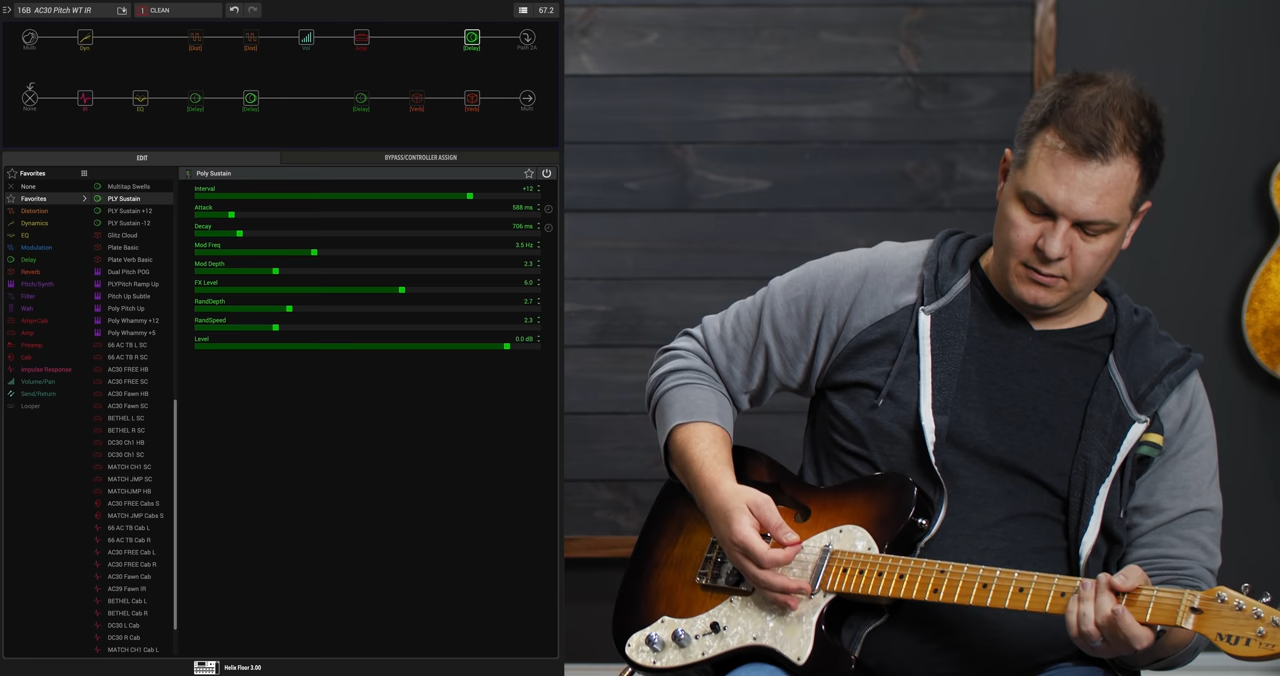 16B AC30 Pitch WT IR
1 CLEAN
67.2
Multi Dyn [Dist] [Dist] Vol Amp [Delay] Path 2A
None IR EQ [Delay] [Delay] [Delay] [Verb] [Verb] Multi
EDIT
BYPASS/CONTROLLER ASSIGN
Favorites
None
Favorites
Distortion
Dynamics
EQ
Modulation
Delay
Reverb
Pitch/Synth
Filter
Wah
Amp+Cab
Amp
Preamp
Cab
Impulse Response
Volume/Pan
Send/Return
Looper
Multitap Swells
PLY Sustain
PLY Sustain +12
PLY Sustain -12
Glitz Cloud
Plate Basic
Plate Verb Basic
Dual Pitch POG
PLYPitch Ramp Up
Pitch Up Subtle
Poly Pitch Up
Poly Whammy +12
Poly Whammy +5
66 AC TB L SC
66 AC TB R SC
AC30 FREE HB
AC30 FREE SC
AC30 Fawn HB
AC30 Fawn SC
BETHEL L SC
BETHEL R SC
DC30 Ch1 HB
DC30 Ch1 SC
MATCH CH1 SC
MATCH JMP SC
MATCHJMP HB
AC30 FREE Cabs S
MATCH JMP Cabs S
66 AC TB Cab L
66 AC TB Cab R
AC30 FREE Cab L
AC30 FREE Cab R
AC30 Fawn Cab
AC39 Fawn IR
BETHEL Cab L
BETHEL Cab R
DC30 L Cab
DC30 R Cab
MATCH CH1 Cab L
Poly Sustain
Interval +12
Attack 588 ms
Decay 706 ms
Mod Freq 3.5 Hz
Mod Depth 2.3
FX Level 6.0
RandDepth 2.7
RandSpeed 2.3
Level 0.0 dB
Helix Floor 3.00
MJT